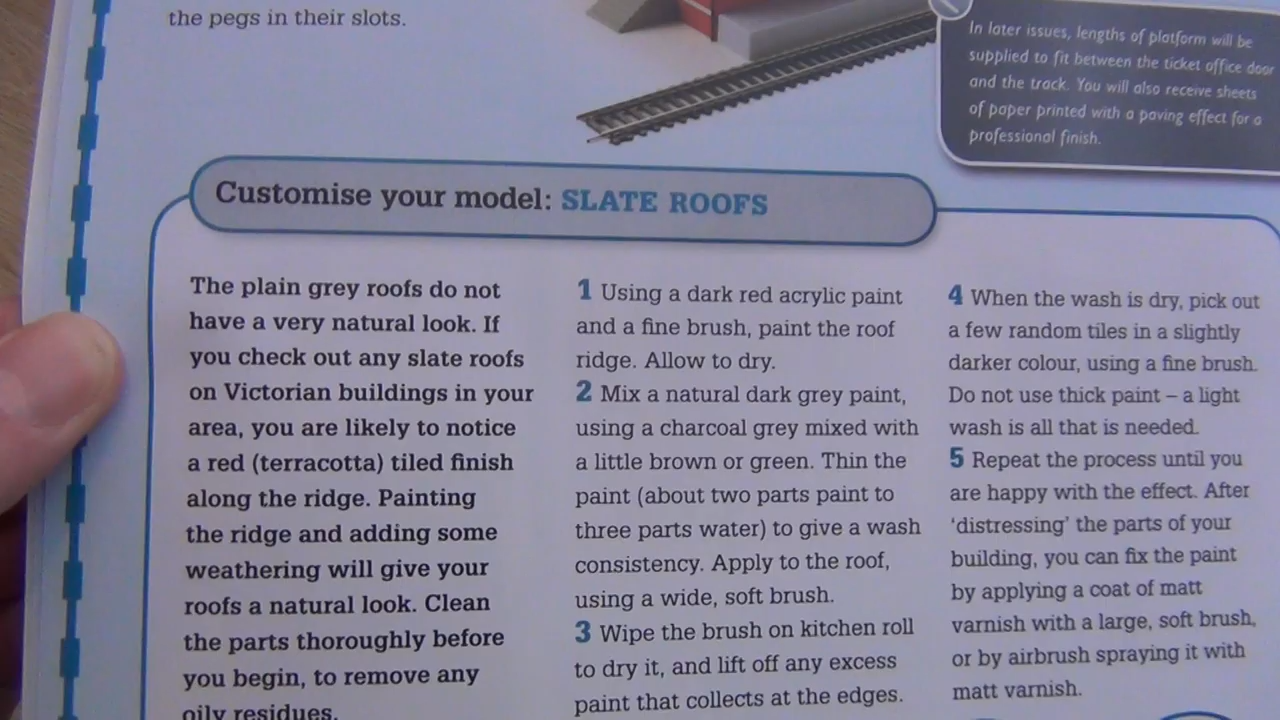 the pegs in their slots.
In later issues, lengths of platform will be
supplied to fit between the ticket office door
and the track. You will also receive sheets
of paper printed with a paving effect for a
professional finish.
Customise your model: SLATE ROOFS
The plain grey roofs do not
have a very natural look. If
you check out any slate roofs
on Victorian buildings in your
area, you are likely to notice
a red (terracotta) tiled finish
along the ridge. Painting
the ridge and adding some
weathering will give your
roofs a natural look. Clean
the parts thoroughly before
you begin, to remove any
oily residues.
1 Using a dark red acrylic paint
and a fine brush, paint the roof
ridge. Allow to dry.
2 Mix a natural dark grey paint,
using a charcoal grey mixed with
a little brown or green. Thin the
paint (about two parts paint to
three parts water) to give a wash
consistency. Apply to the roof,
using a wide, soft brush.
3 Wipe the brush on kitchen roll
to dry it, and lift off any excess
paint that collects at the edges.
4 When the wash is dry, pick out
a few random tiles in a slightly
darker colour, using a fine brush.
Do not use thick paint – a light
wash is all that is needed.
5 Repeat the process until you
are happy with the effect. After
‘distressing’ the parts of your
building, you can fix the paint
by applying a coat of matt
varnish with a large, soft brush,
or by airbrush spraying it with
matt varnish.